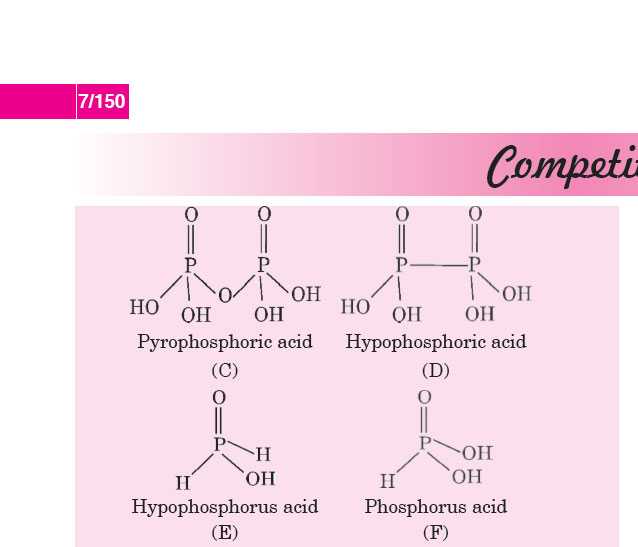 7/150
Competi
O O O O
P P P P
HO O OH HO OH
OH OH OH OH
Pyrophosphoric acid Hypophosphoric acid
(C) (D)
O O
P P
H OH
H OH H OH
Hypophosphorus acid Phosphorus acid
(E) (F)